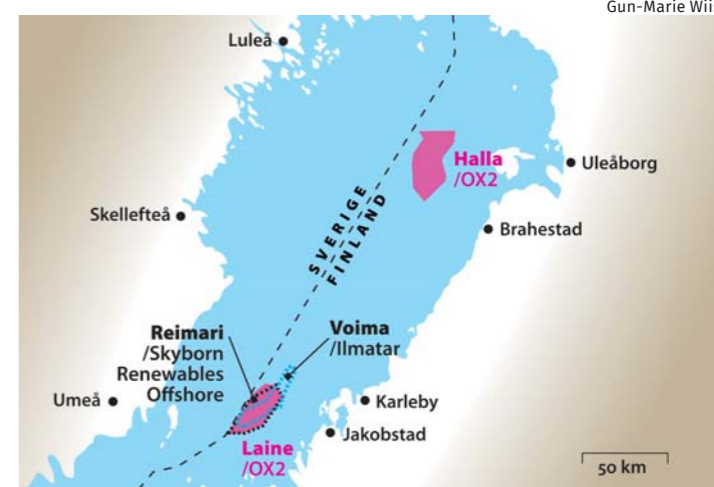 Gun-Marie Wii
Luleå
Halla
/OX2
Uleåborg
Skellefteå
Brahestad
SVERIGE
FINLAND
Reimari
/Skyborn
Renewables
Offshore
Voima
/Ilmatar
Umeå
Karleby
Jakobstad
Laine
/OX2
50 km